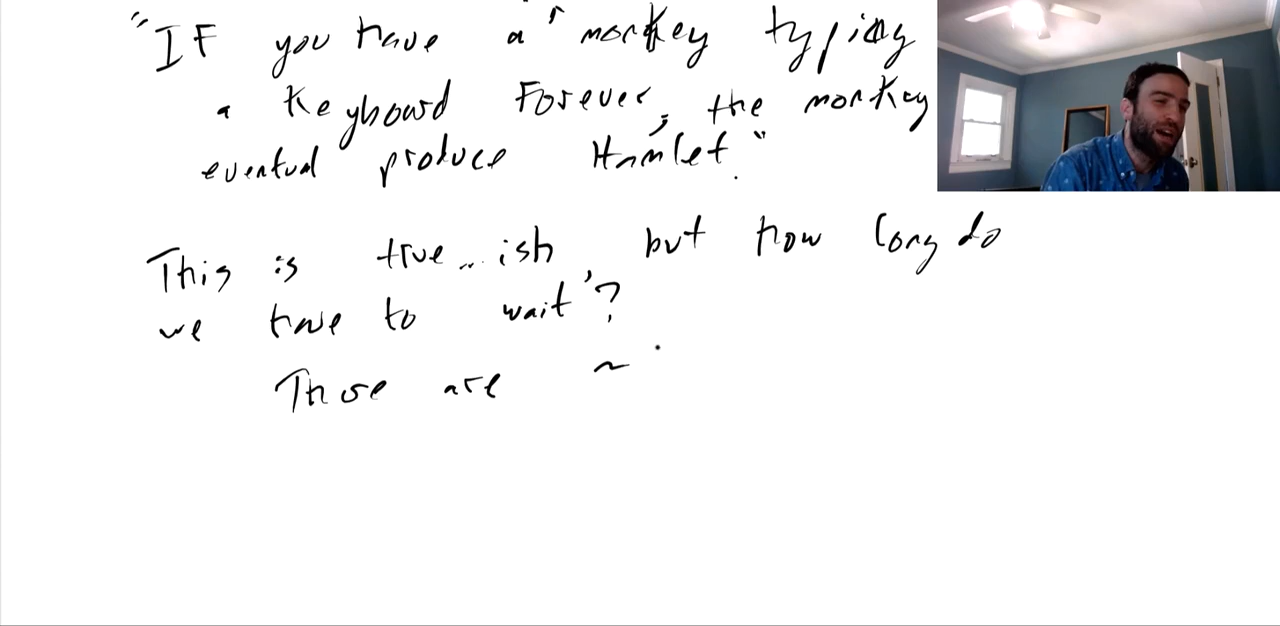 "IF you have a monkey typing
a keyboard Forever, the monkey
eventual produce Hamlet".
This is true.. ish but how long do
we have to wait?
There are ~